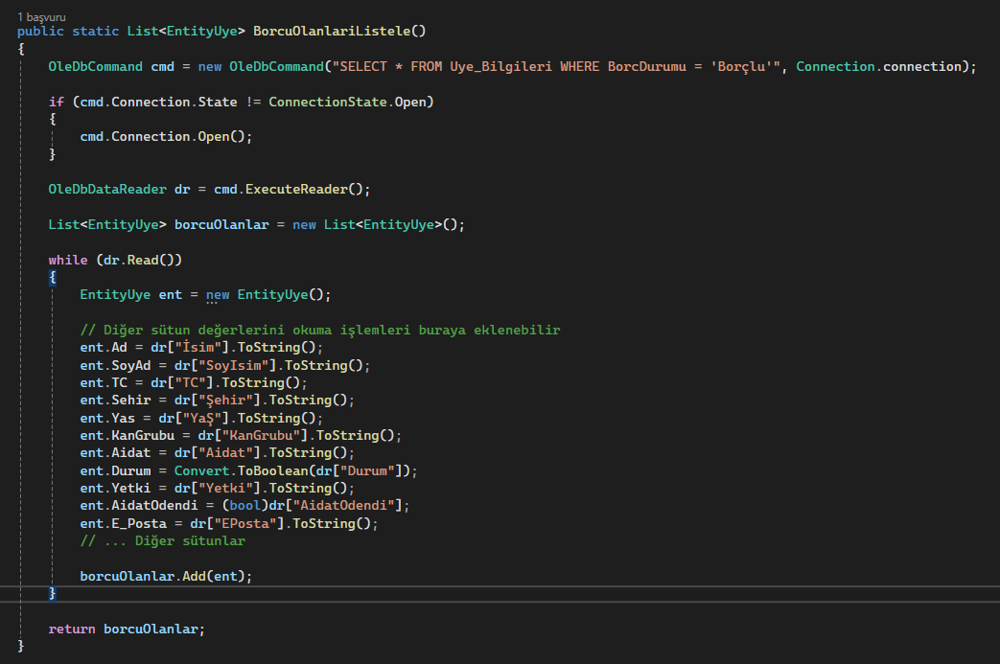 1 başvuru
public static List<EntityUye> BorcuOlanlariListele()
{
OleDbCommand cmd = new OleDbCommand("SELECT * FROM Uye_Bilgileri WHERE BorcDurumu = 'Borçlu'", Connection.connection);
if (cmd.Connection.State != ConnectionState.Open)
{
cmd.Connection.Open();
}
OleDbDataReader dr = cmd.ExecuteReader();
List<EntityUye> borcuOlanlar = new List<EntityUye>();
while (dr.Read())
{
EntityUye ent = new EntityUye();
// Diğer sütun değerlerini okuma işlemleri buraya eklenebilir
ent.Ad = dr["İsim"].ToString();
ent.SoyAd = dr["SoyIsim"].ToString();
ent.TC = dr["TC"].ToString();
ent.Sehir = dr["Şehir"].ToString();
ent.Yas = dr["YaŞ"].ToString();
ent.KanGrubu = dr["KanGrubu"].ToString();
ent.Aidat = dr["Aidat"].ToString();
ent.Durum = Convert.ToBoolean(dr["Durum"]);
ent.Yetki = dr["Yetki"].ToString();
ent.AidatOdendi = (bool)dr["AidatOdendi"];
ent.E_Posta = dr["EPosta"].ToString();
// ... Diğer sütunlar
borcuOlanlar.Add(ent);
}
return borcuOlanlar;
}